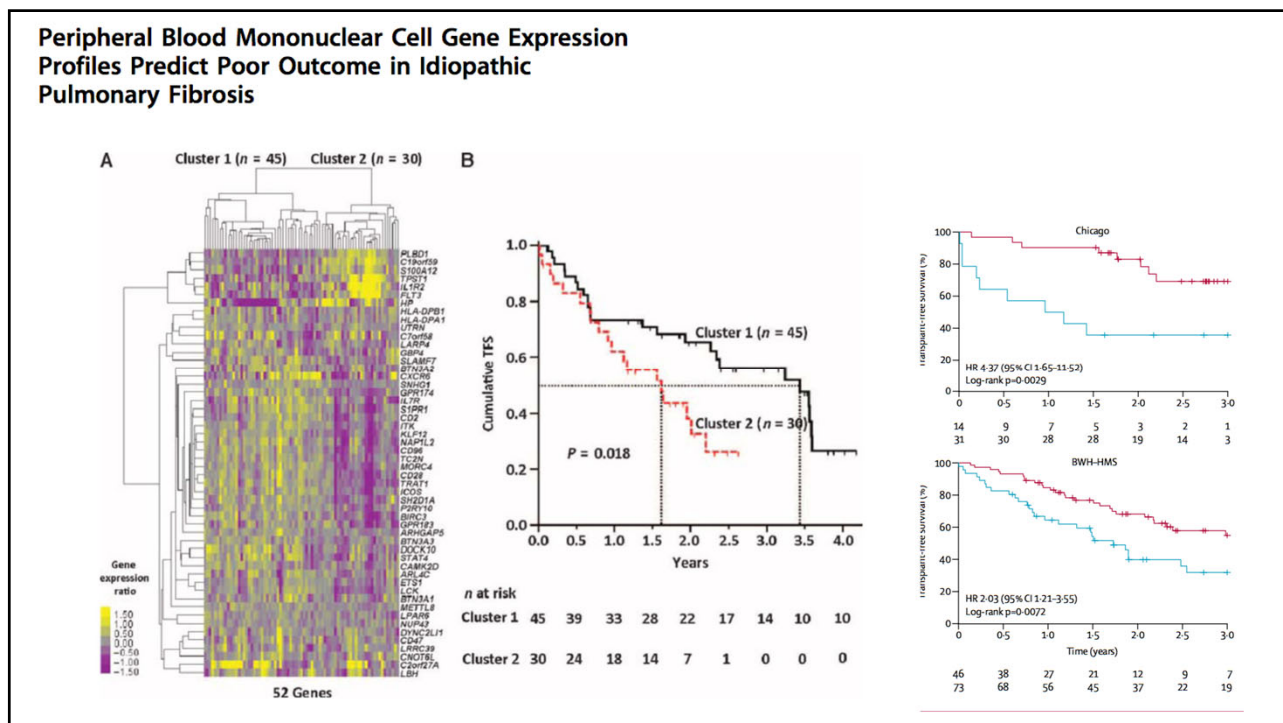 Peripheral Blood Mononuclear Cell Gene Expression
Profiles Predict Poor Outcome in Idiopathic
Pulmonary Fibrosis
A
Cluster 1 (n = 45)
Cluster 2 (n = 30)
PLBD1
C19orf59
S100A12
TPST1
IL1R2
FLT3
HP
HLA-DPB1
HLA-DPA1
UTRN
C7orf58
LARP4
GBP4
SLAMF7
BTN3A2
CXCR6
SNHG1
GPR174
IL7R
S1PR1
CD2
ITK
KLF12
NAP1L2
CD96
TC2N
MORC4
CD28
TRAT1
ICOS
SH2D1A
P2RY10
BIRC3
GPR183
ARHGAP5
BTN3A3
DOCK10
STAT4
CAMK2D
ARL4C
ETS1
LCK
BTN3A1
METTL8
LPAR6
NUP43
DYNC2LI1
CD47
LRRC39
CNOT6L
C2orf27A
LBH
Gene
expression
ratio
1.50
1.00
0.50
0.00
−0.50
−1.00
−1.50
52 Genes
B
Cumulative TFS
1.0
0.8
0.6
0.4
0.2
0.0
Cluster 1 (n = 45)
Cluster 2 (n = 30)
P = 0.018
0.0 0.5 1.0 1.5 2.0 2.5 3.0 3.5 4.0
Years
n at risk
Cluster 1 45 39 33 28 22 17 14 10 10
Cluster 2 30 24 18 14 7 1 0 0 0
Chicago
Transplant-free survival (%)
100
80
60
40
20
0
HR 4·37 (95% CI 1·65–11·52)
Log-rank p=0·0029
0 0·5 1·0 1·5 2·0 2·5 3·0
14 9 7 5 3 2 1
31 30 28 28 19 14 3
BWH–HMS
Transplant-free survival (%)
100
80
60
40
20
0
HR 2·03 (95% CI 1·21–3·55)
Log-rank p=0·0072
0 0·5 1·0 1·5 2·0 2·5 3·0
Time (years)
46 38 27 21 12 9 7
73 68 56 45 37 22 19